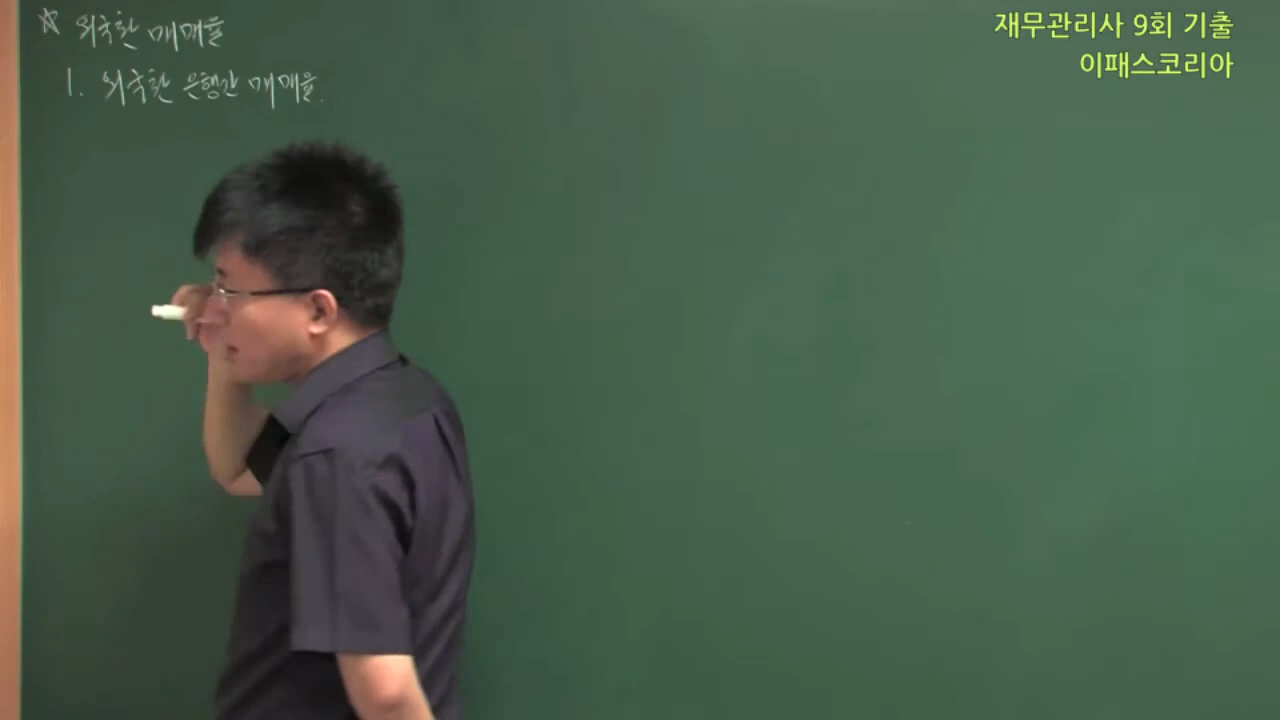 ☆ 외국환 매매율
1. 외국환 은행간 매매율.
재무관리사 9회 기출
이패스코리아